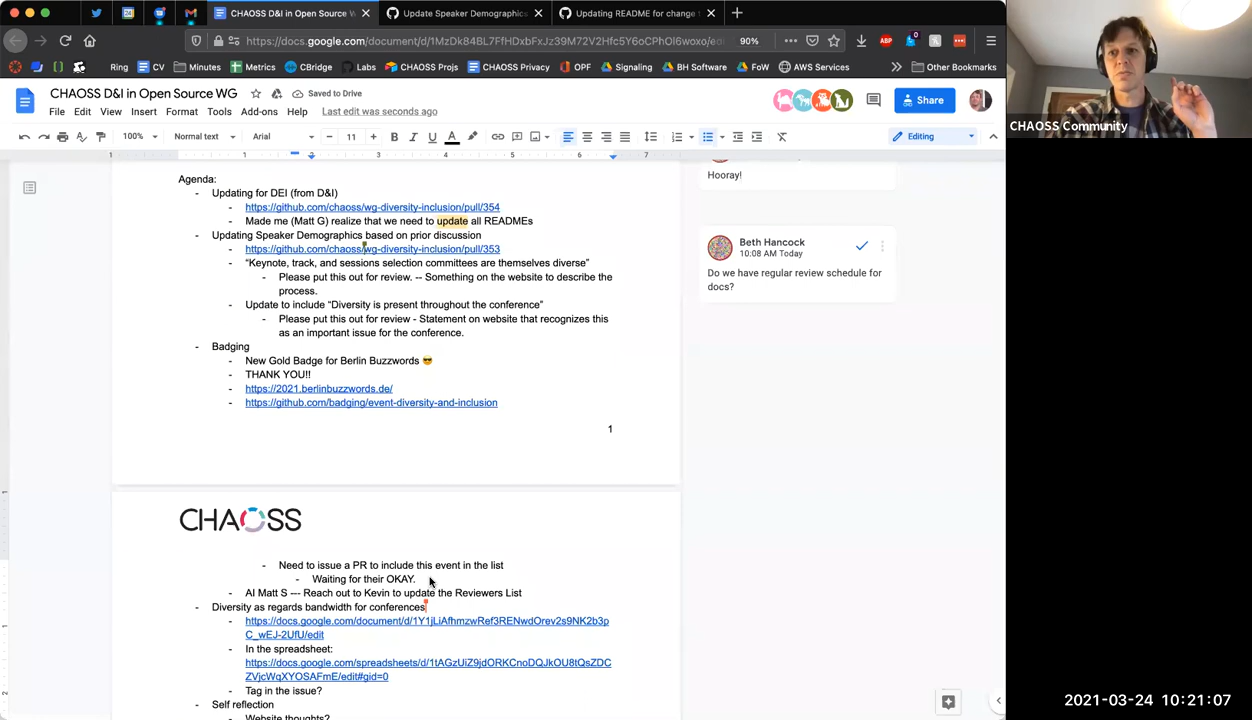 CHAOSS D&I in Open Source W
Update Speaker Demographics
Updating README for change
https://docs.google.com/document/d/1MzDk84BL7FfHDxbFxJz39M72V2Hfc5Y6oCPhOl6woxo/ed
90%
Ring
CV
Minutes
Metrics
CBridge
Labs
CHAOSS Projs
CHAOSS Privacy
OPF
Signaling
BH Software
FoW
AWS Services
Other Bookmarks
CHAOSS D&I in Open Source WG
Saved to Drive
File Edit View Insert Format Tools Add-ons Help Last edit was seconds ago
Share
100% Normal text Arial 11
Editing
Agenda:
- Updating for DEI (from D&I)
- https://github.com/chaoss/wg-diversity-inclusion/pull/354
- Made me (Matt G) realize that we need to update all READMEs
- Updating Speaker Demographics based on prior discussion
- https://github.com/chaoss/wg-diversity-inclusion/pull/353
- “Keynote, track, and sessions selection committees are themselves diverse”
- Please put this out for review. -- Something on the website to describe the
process.
- Update to include “Diversity is present throughout the conference”
- Please put this out for review - Statement on website that recognizes this
as an important issue for the conference.
- Badging
- New Gold Badge for Berlin Buzzwords 😎
- THANK YOU!!
- https://2021.berlinbuzzwords.de/
- https://github.com/badging/event-diversity-and-inclusion
1
CHAOSS
- Need to issue a PR to include this event in the list
- Waiting for their OKAY.
- AI Matt S --- Reach out to Kevin to update the Reviewers List
- Diversity as regards bandwidth for conferences
- https://docs.google.com/document/d/1Y1jLiAfhmzwRef3RENwdOrev2s9NK2b3p
C_wEJ-2UfU/edit
- In the spreadsheet:
https://docs.google.com/spreadsheets/d/1tAGzUiZ9jdORKCnoDQJkOU8tQsZDC
ZVjcWqXYOSAFmE/edit#gid=0
- Tag in the issue?
- Self reflection
- Website thoughts?
Hooray!
Beth Hancock
10:08 AM Today
Do we have regular review schedule for
docs?
CHAOSS Community
2021-03-24 10:21:07